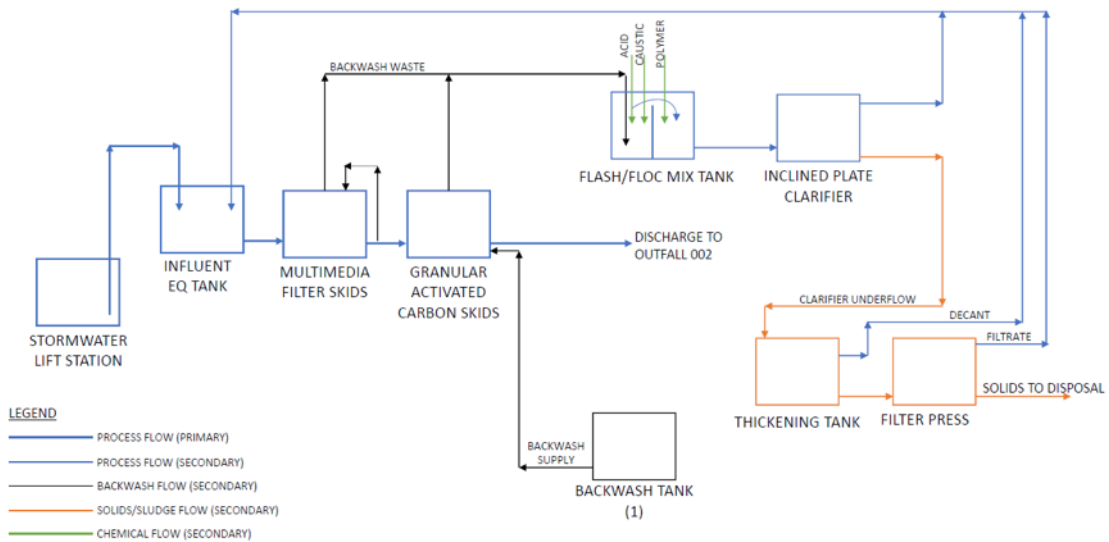 ACID
CAUSTIC
POLYMER
BACKWASH WASTE
FLASH/FLOC MIX TANK
INCLINED PLATE
CLARIFIER
DISCHARGE TO
OUTFALL 002
INFLUENT
EQ TANK
MULTIMEDIA
FILTER SKIDS
GRANULAR
ACTIVATED
CARBON SKIDS
STORMWATER
LIFT STATION
CLARIFIER UNDERFLOW
DECANT
FILTRATE
SOLIDS TO DISPOSAL
THICKENING TANK
FILTER PRESS
BACKWASH
SUPPLY
BACKWASH TANK
(1)
LEGEND
PROCESS FLOW (PRIMARY)
PROCESS FLOW (SECONDARY)
BACKWASH FLOW (SECONDARY)
SOLIDS/SLUDGE FLOW (SECONDARY)
CHEMICAL FLOW (SECONDARY)